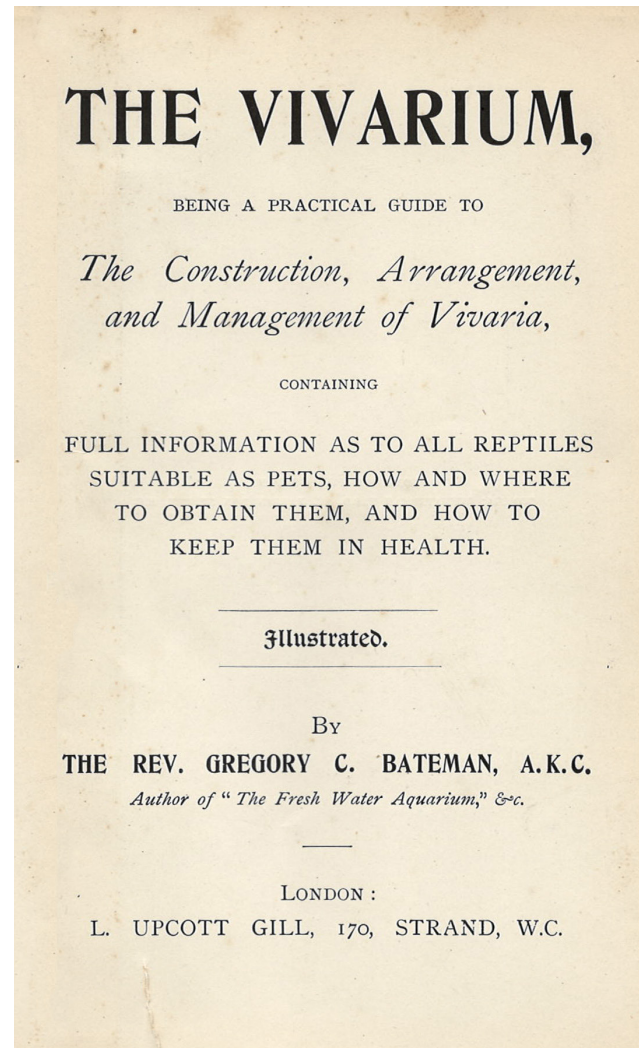 THE VIVARIUM,
BEING A PRACTICAL GUIDE TO
The Construction, Arrangement,
and Management of Vivaria,
CONTAINING
FULL INFORMATION AS TO ALL REPTILES
SUITABLE AS PETS, HOW AND WHERE
TO OBTAIN THEM, AND HOW TO
KEEP THEM IN HEALTH.
Illustrated.
BY
THE REV. GREGORY C. BATEMAN, A.K.C.
Author of “ The Fresh Water Aquarium,” &c.
LONDON :
L. UPCOTT GILL, 170, STRAND, W.C.